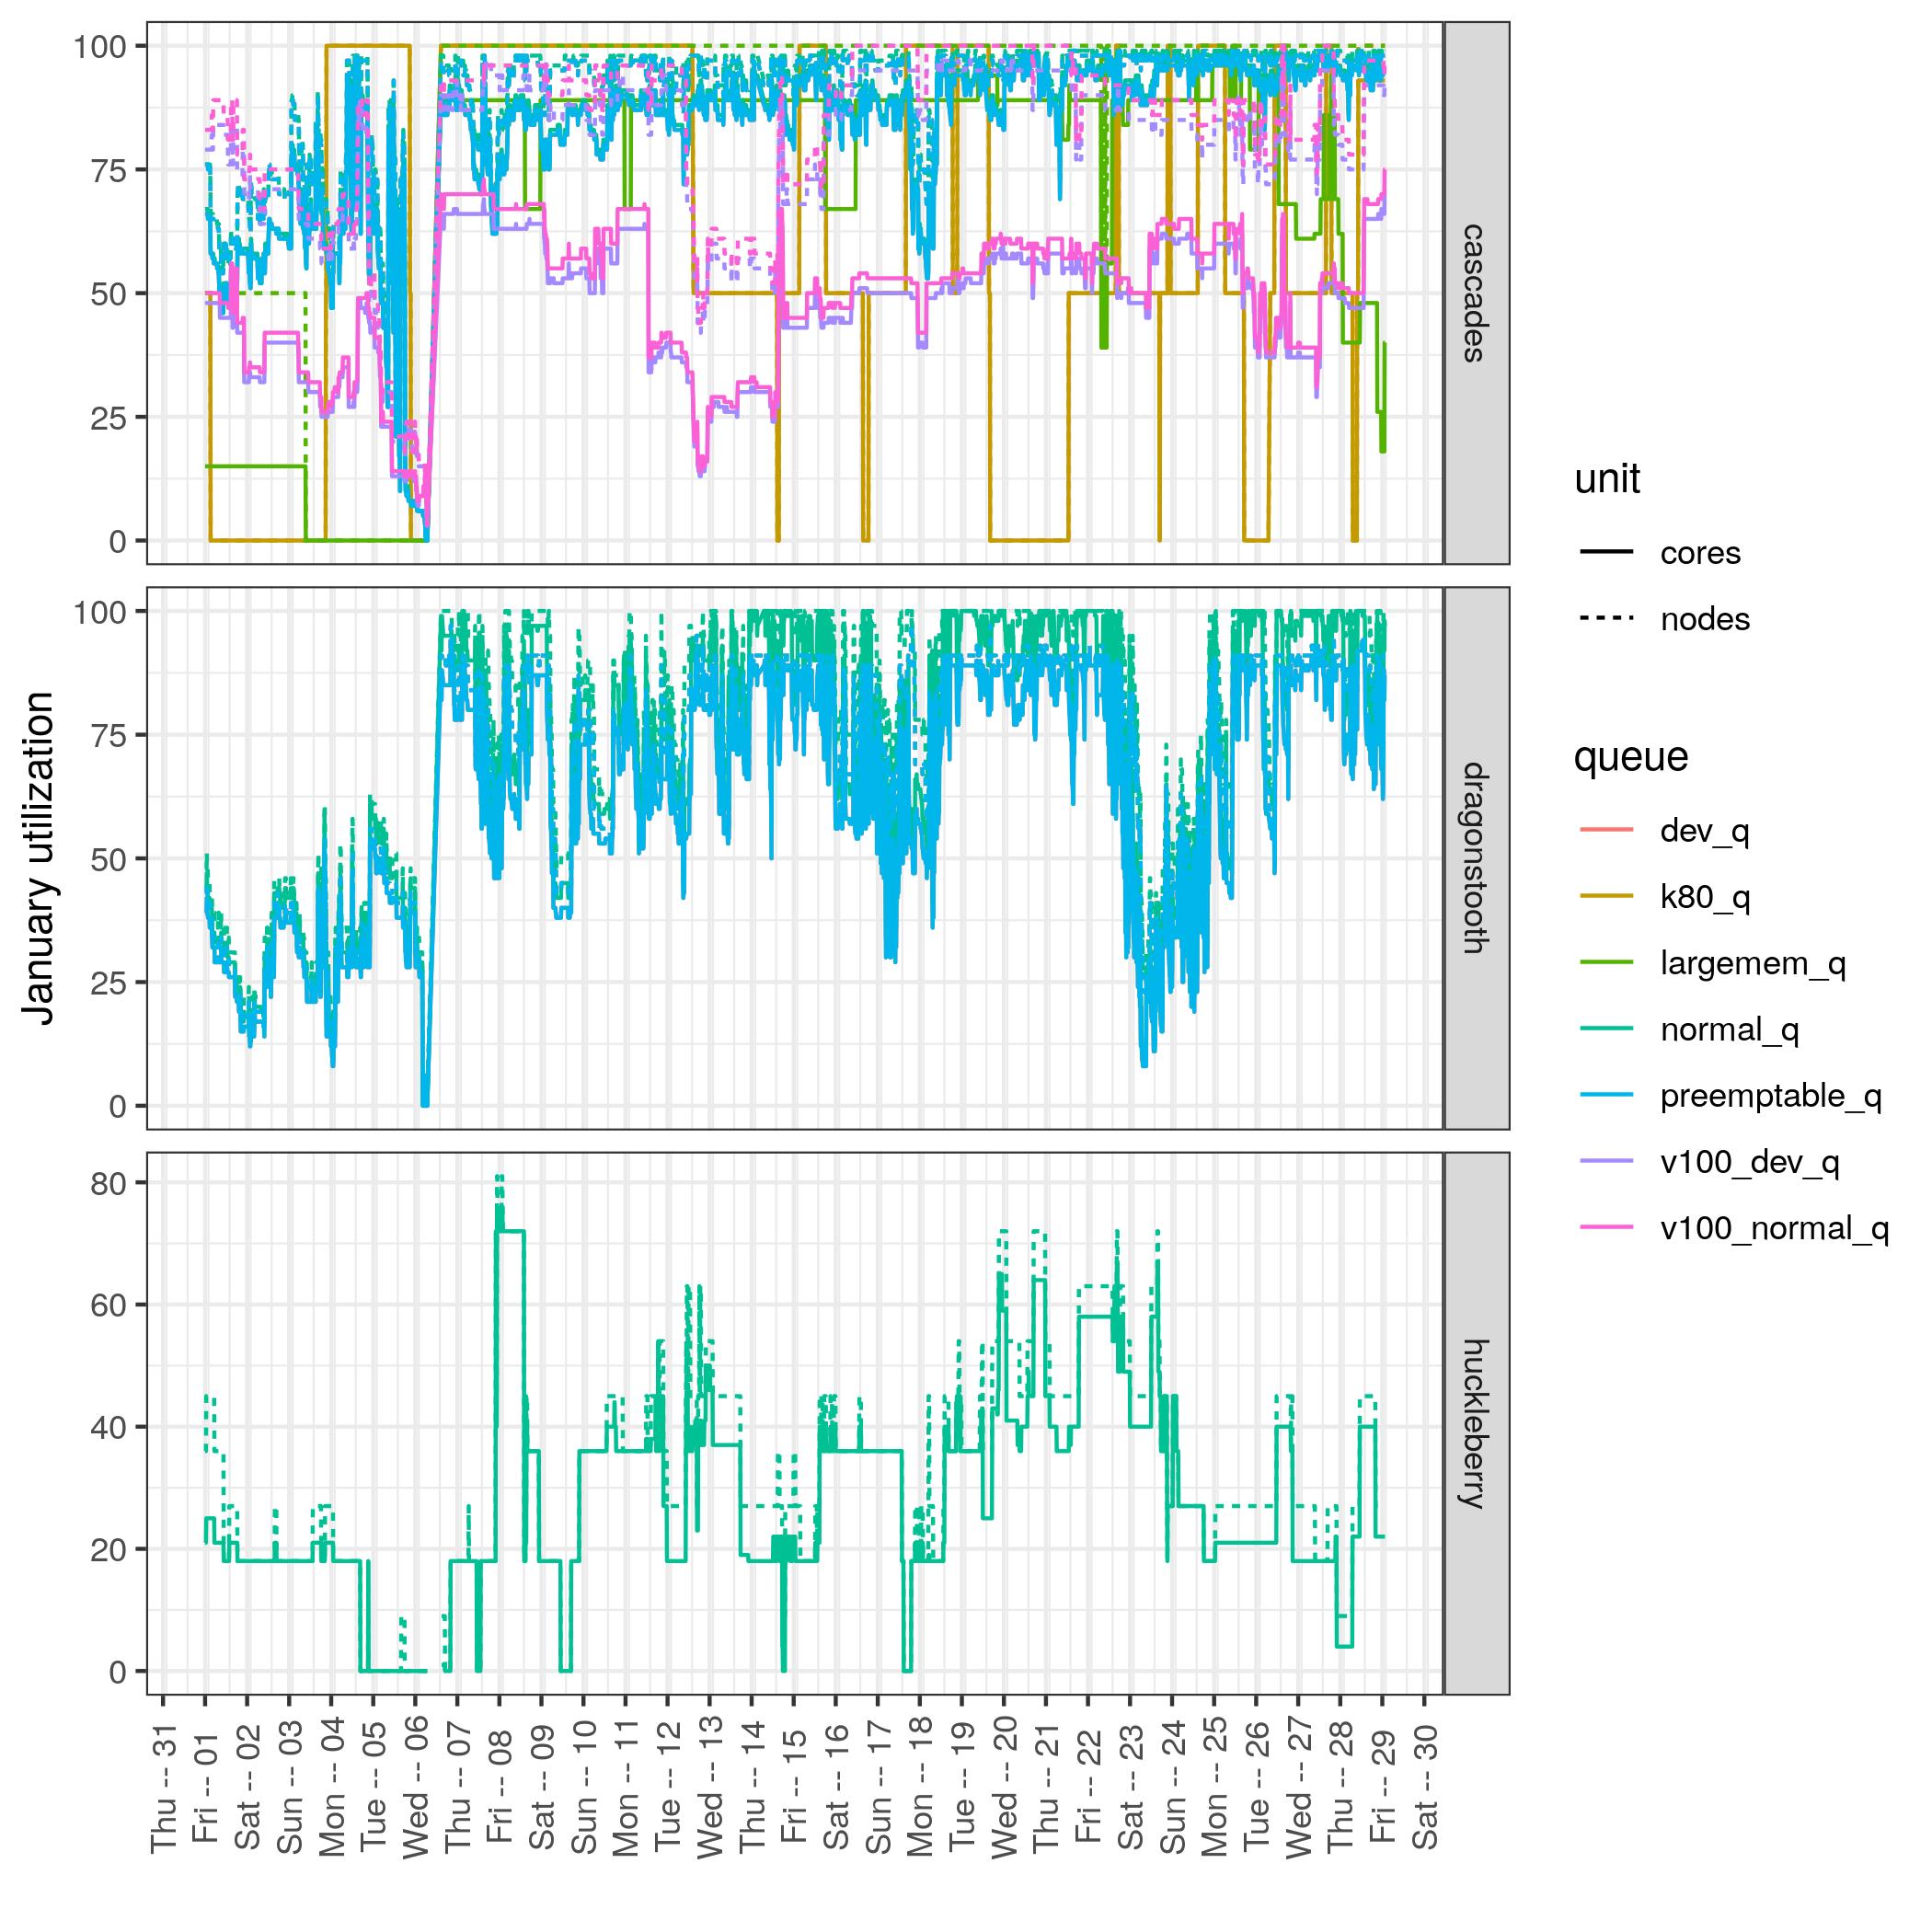 January utilization
100
75
50
25
0
cascades
100
75
50
25
0
dragonstooth
80
60
40
20
0
huckleberry
Thu -- 31
Fri -- 01
Sat -- 02
Sun -- 03
Mon -- 04
Tue -- 05
Wed -- 06
Thu -- 07
Fri -- 08
Sat -- 09
Sun -- 10
Mon -- 11
Tue -- 12
Wed -- 13
Thu -- 14
Fri -- 15
Sat -- 16
Sun -- 17
Mon -- 18
Tue -- 19
Wed -- 20
Thu -- 21
Fri -- 22
Sat -- 23
Sun -- 24
Mon -- 25
Tue -- 26
Wed -- 27
Thu -- 28
Fri -- 29
Sat -- 30
unit
cores
nodes
queue
dev_q
k80_q
largemem_q
normal_q
preemptable_q
v100_dev_q
v100_normal_q